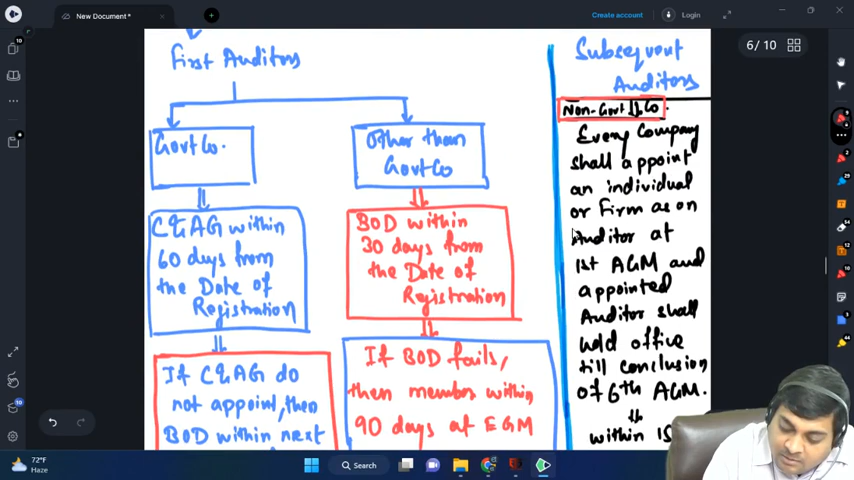 New Document*
Create account
Login
6/10
First Auditors
Govt Co.
C&AG within
60 days from
the Date of
Registration
If C&AG do
not appoint, then
BOD within next
Other than
Govt Co
BOD within
30 days from
the Date of
Registration
If BOD fails,
then members within
90 days at EGM
Subsequent
Auditors
Non-Govt Co.
Every Company
shall appoint
an individual
or Firm as an
Auditor at
1st AGM and
appointed
Auditor shall
hold office
till conclusion
of 6th AGM.
within 15
72°F
Haze
Search